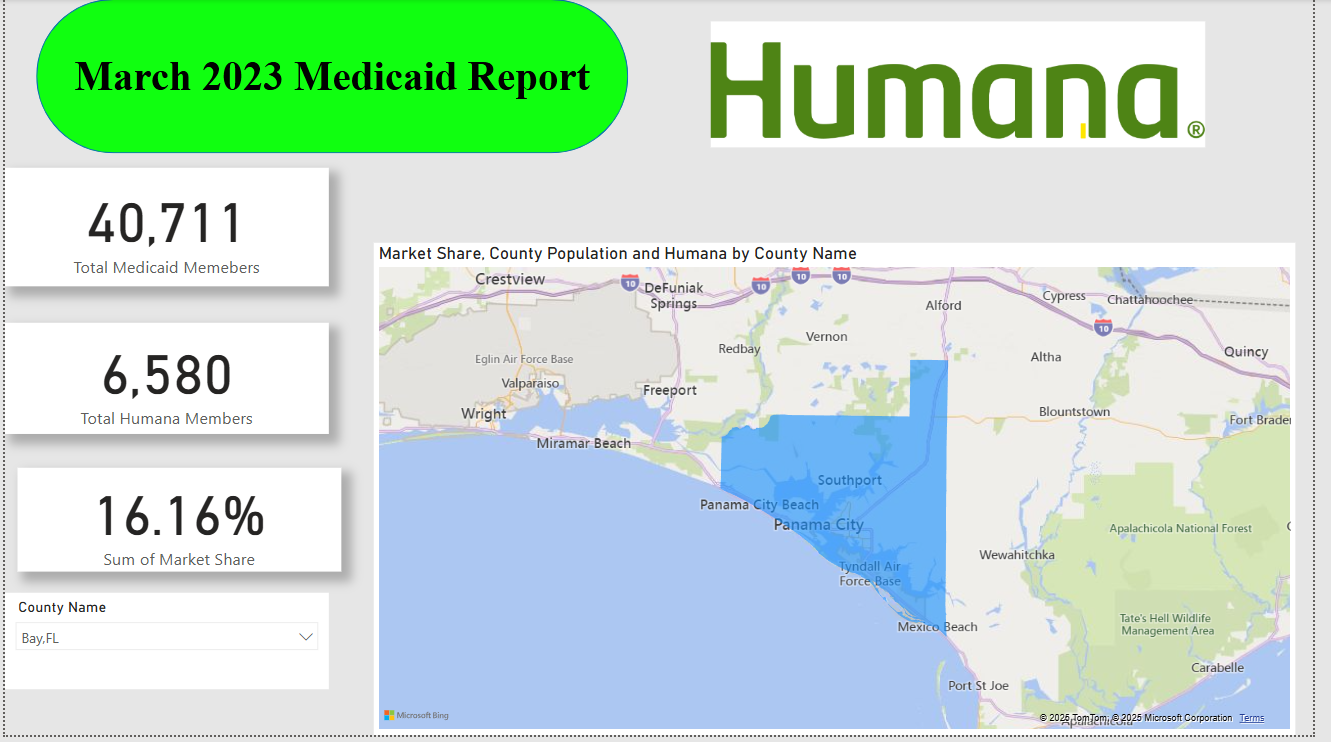 March 2023 Medicaid Report
Humana®
40,711
Total Medicaid Memebers
6,580
Total Humana Members
16.16%
Sum of Market Share
County Name
Bay,FL
Market Share, County Population and Humana by County Name
Crestview
10
DeFuniak
Springs
10
10
10
Alford
Cypress
Chattahoochee
10
Redbay
Vernon
Altha
Quincy
Eglin Air Force Base
Valparaiso
Freeport
Wright
Blountstown
Fort Braden
Miramar Beach
Southport
Panama City Beach
Panama City
Apalachicola National Forest
Wewahitchka
Tyndall Air
Force Base
Mexico Beach
Tate's Hell Wildlife
Management Area
Carabelle
Port St Joe
Microsoft Bing
© 2025 TomTom, © 2025 Microsoft Corporation Terms
Apalachicola